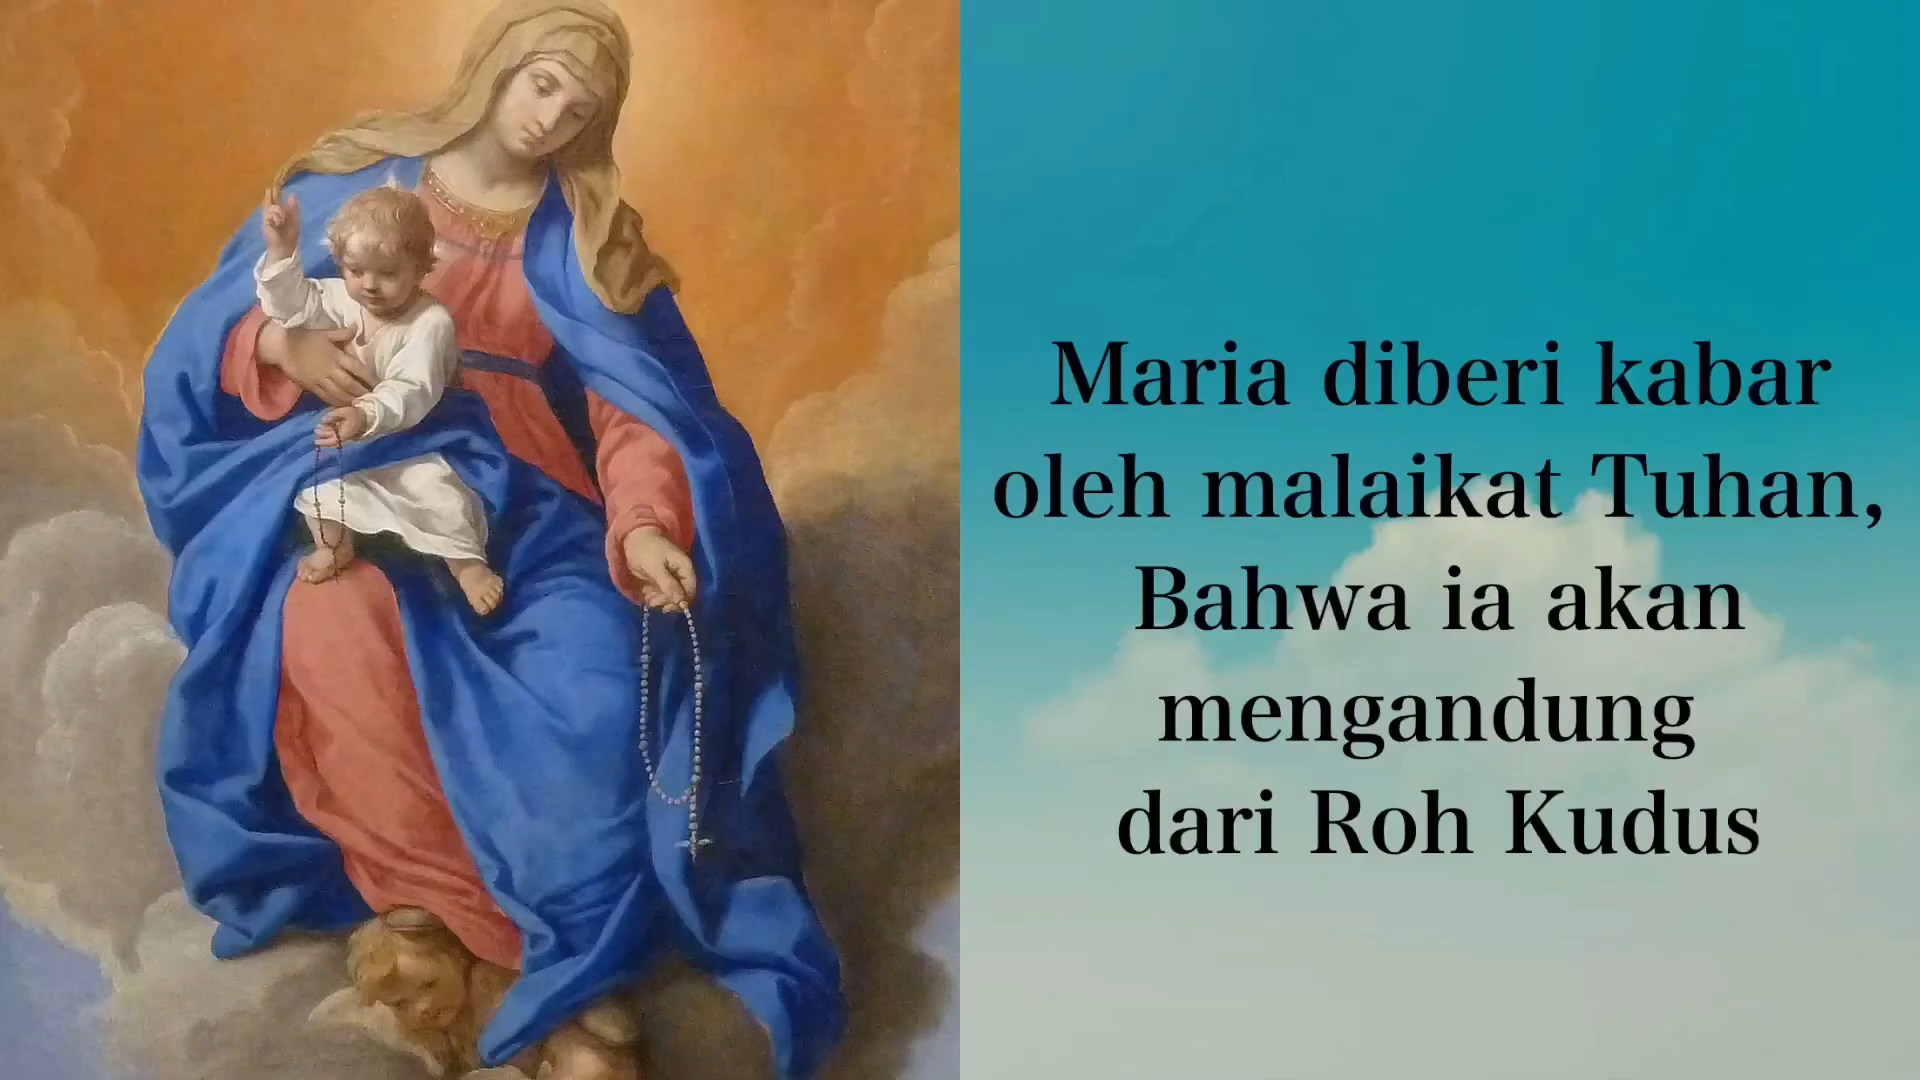 Maria diberi kabar
oleh malaikat Tuhan,
Bahwa ia akan
mengandung
dari Roh Kudus